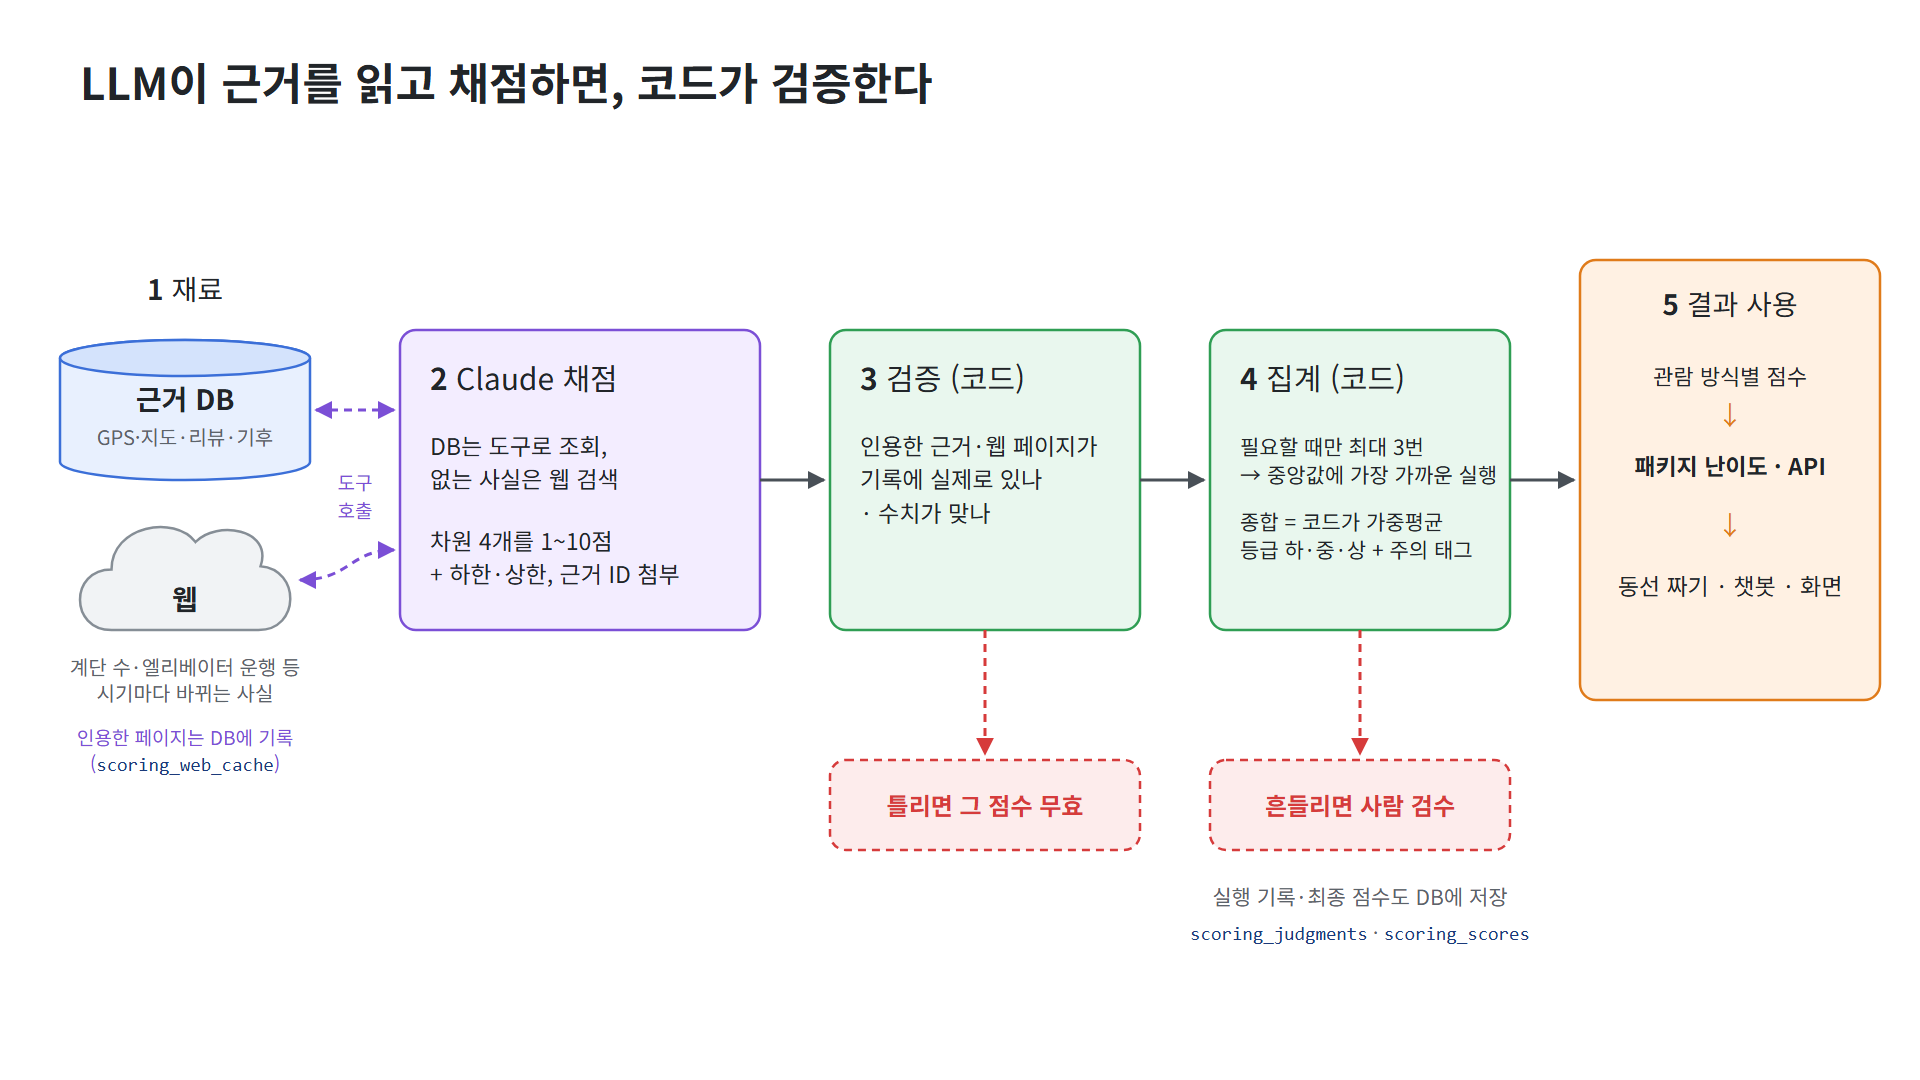 LLM이 근거를 읽고 채점하면, 코드가 검증한다
1 재료
근거 DB
GPS·지도·리뷰·기후
도구
호출
웹
계단 수·엘리베이터 운행 등
시기마다 바뀌는 사실
인용한 페이지는 DB에 기록
(scoring_web_cache)
2 Claude 채점
DB는 도구로 조회,
없는 사실은 웹 검색
차원 4개를 1~10점
+ 하한·상한, 근거 ID 첨부
3 검증 (코드)
인용한 근거·웹 페이지가
기록에 실제로 있나
· 수치가 맞나
틀리면 그 점수 무효
4 집계 (코드)
필요할 때만 최대 3번
→ 중앙값에 가장 가까운 실행
종합 = 코드가 가중평균
등급 하·중·상 + 주의 태그
흔들리면 사람 검수
실행 기록·최종 점수도 DB에 저장
scoring_judgments · scoring_scores
5 결과 사용
관람 방식별 점수
↓
패키지 난이도 · API
↓
동선 짜기 · 챗봇 · 화면